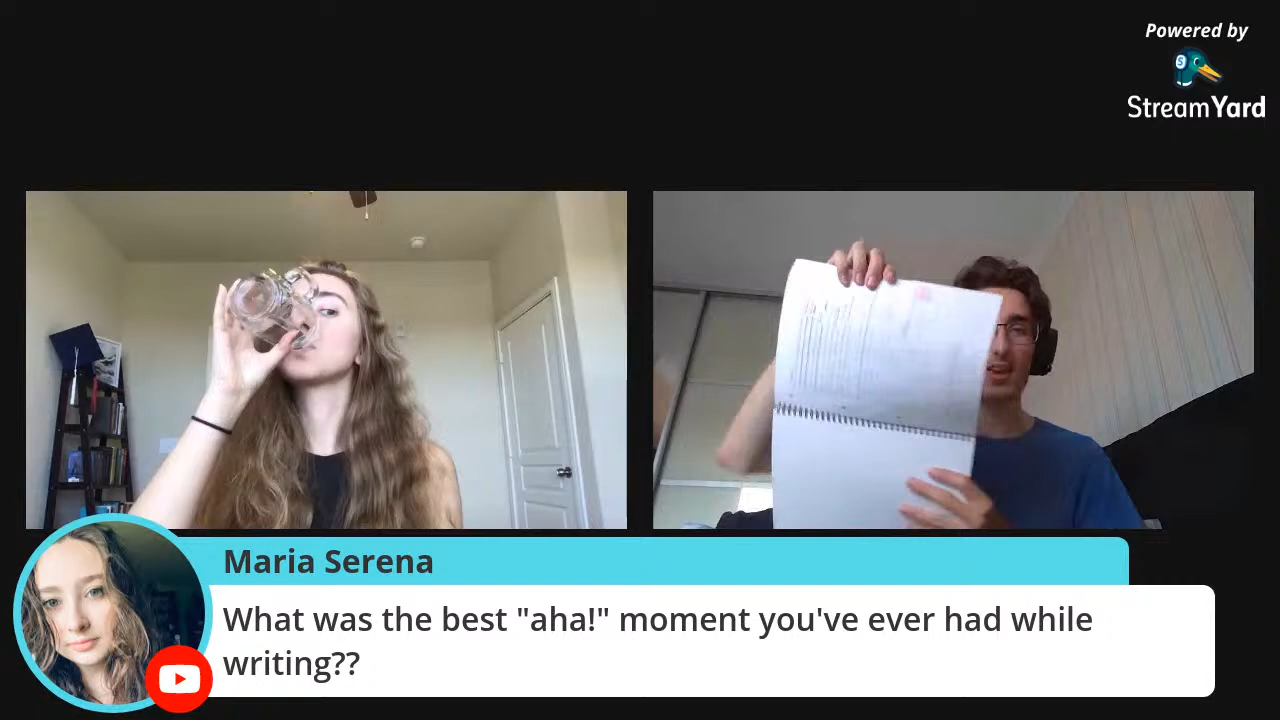 Powered by
StreamYard
Maria Serena
What was the best "aha!" moment you've ever had while
writing??